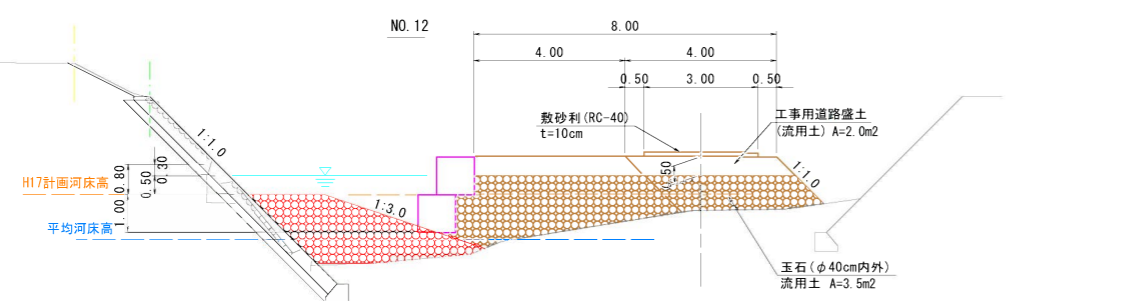 NO.12
8.00
4.00
4.00
0.50
3.00
0.50
敷砂利(RC-40)
t=10cm
工事用道路盛土
(流用土) A=2.0m2
1:1.0
0.30
0.80
0.50
0.50
1:1.0
H17計画河床高
1.00
1:3.0
平均河床高
玉石(φ40cm内外)
流用土 A=3.5m2